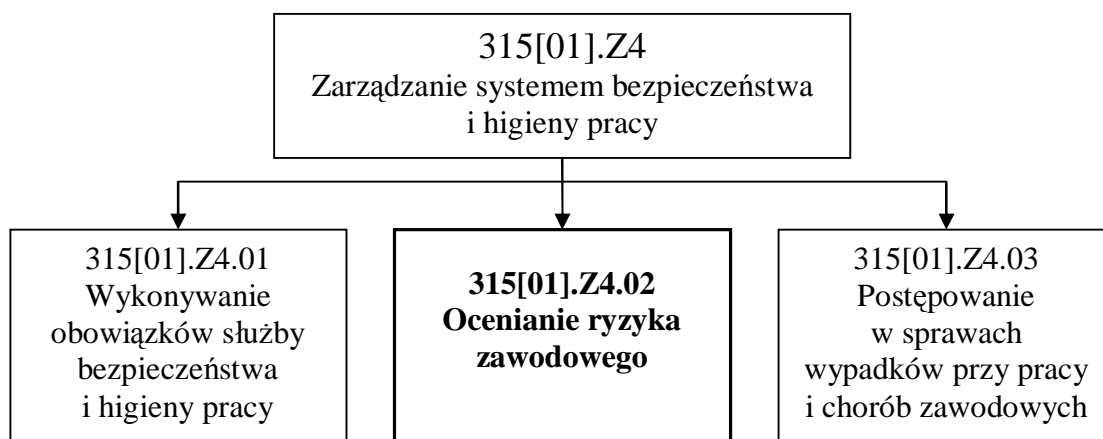 315[01].Z4
Zarządzanie systemem bezpieczeństwa
i higieny pracy
315[01].Z4.01
Wykonywanie
obowiązków służby
bezpieczeństwa
i higieny pracy
315[01].Z4.02
Ocenianie ryzyka
zawodowego
315[01].Z4.03
Postępowanie
w sprawach
wypadków przy pracy
i chorób zawodowych